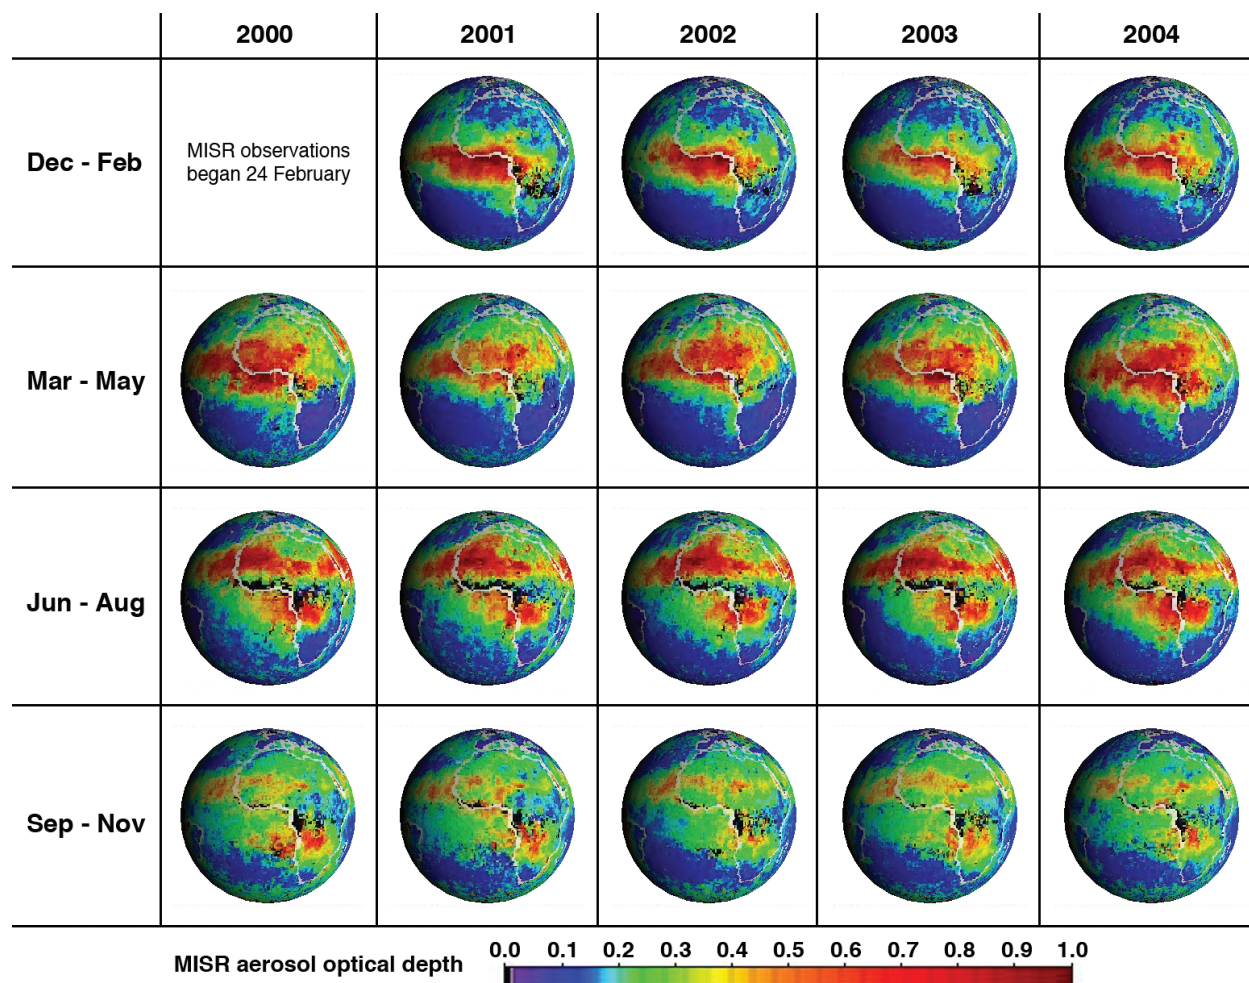 2000 2001 2002 2003 2004
Dec - Feb
MISR observations
began 24 February
Mar - May
Jun - Aug
Sep - Nov
MISR aerosol optical depth
0.0 0.1 0.2 0.3 0.4 0.5 0.6 0.7 0.8 0.9 1.0